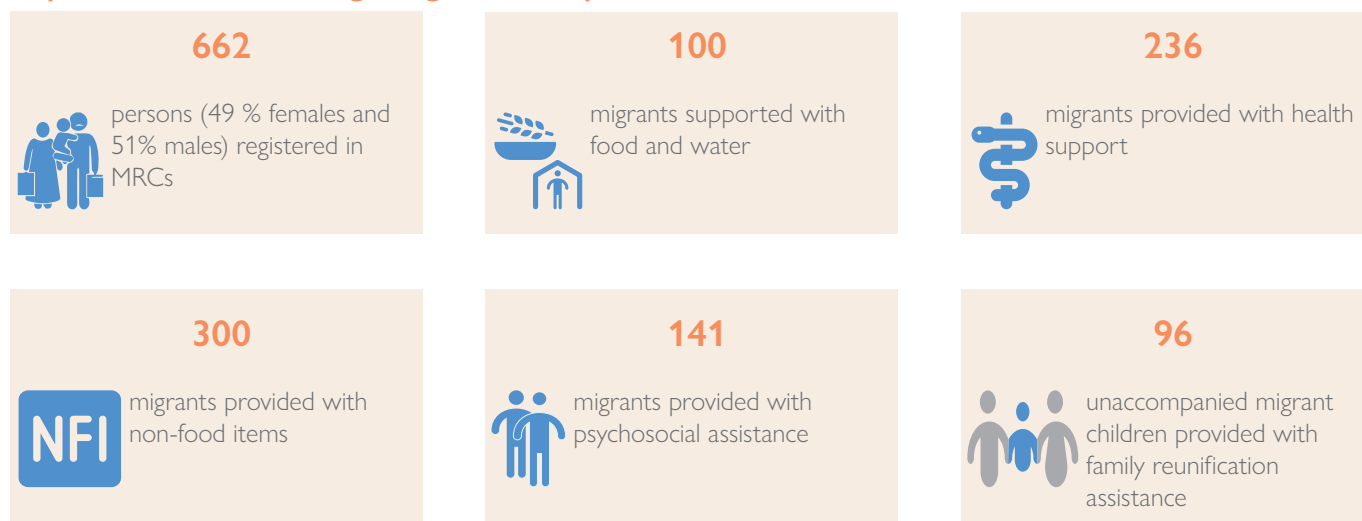 662
persons (49 % females and
51% males) registered in
MRCs
100
migrants supported with
food and water
236
migrants provided with health
support
300
NFI
migrants provided with
non-food items
141
migrants provided with
psychosocial assistance
96
unaccompanied migrant
children provided with
family reunification
assistance